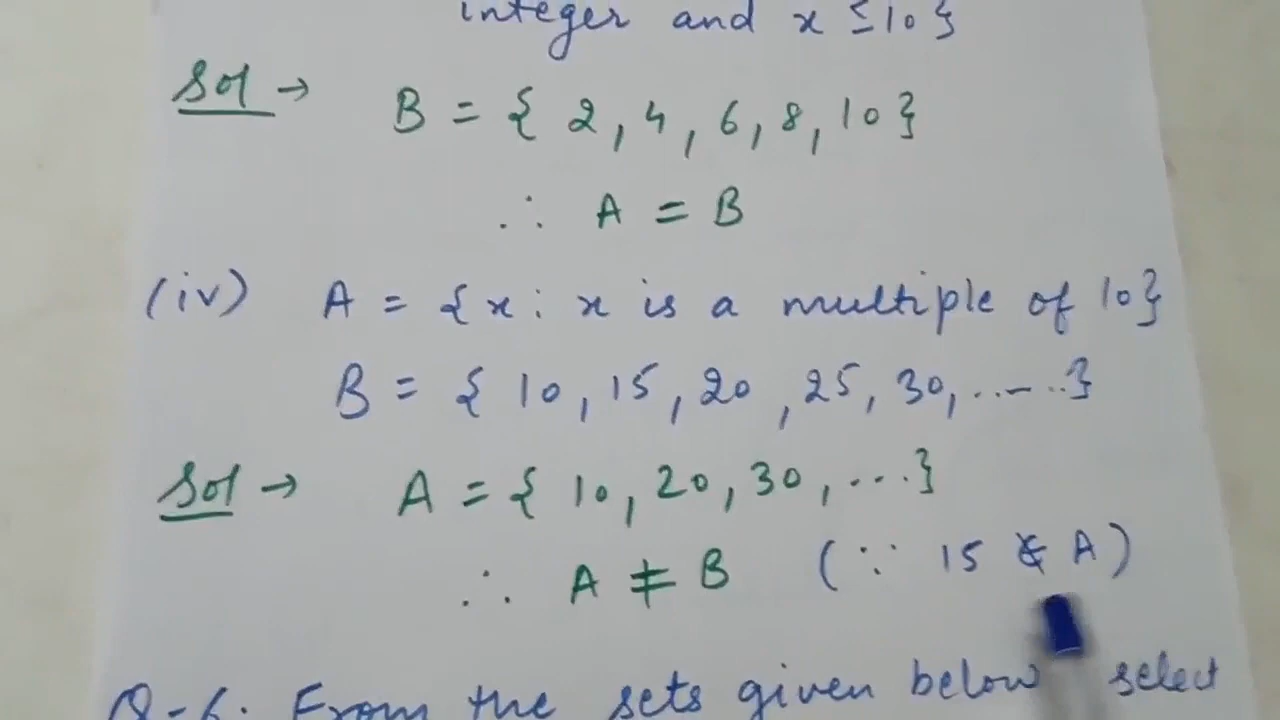 integer and x ≤ 10}
Sol → B = { 2, 4, 6, 8, 10}
∴ A = B
(iv) A = {x : x is a multiple of 10}
B = { 10, 15, 20, 25, 30, ......}
Sol → A = { 10, 20, 30, ...}
∴ A ≠ B (∵ 15 ∉ A)
Q-6. From the sets given below select